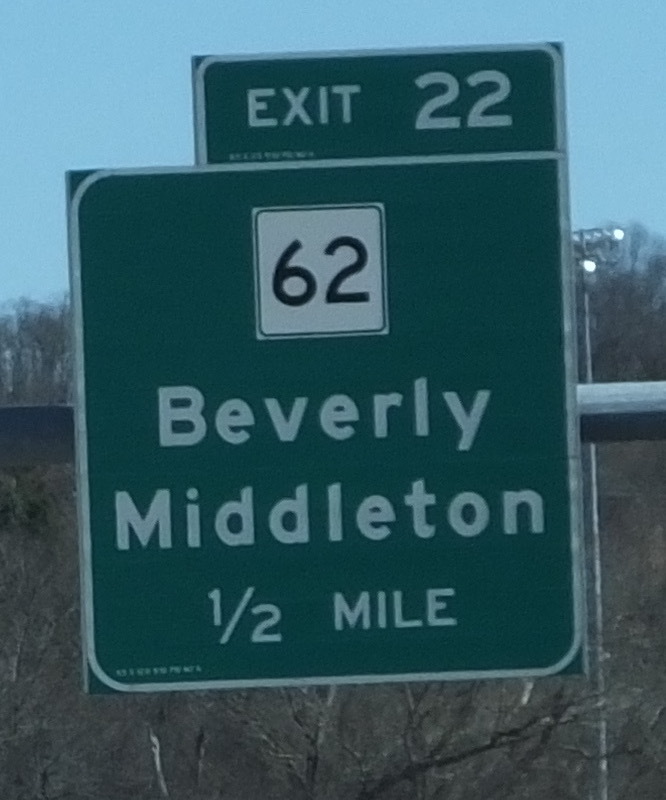 EXIT 22
62
Beverly
Middleton
1/2 MILE